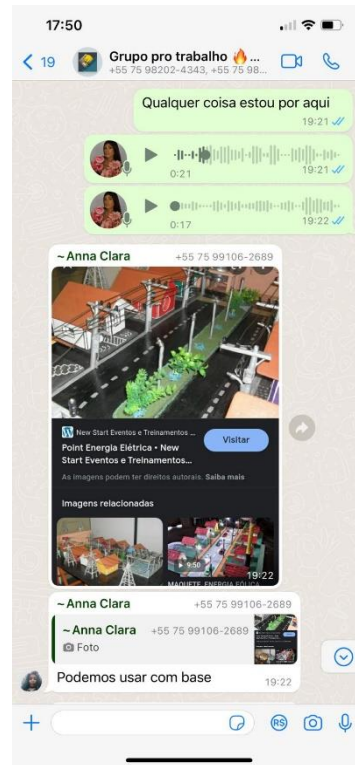 17:50
19
Grupo pro trabalho 🔥...
+55 75 98202-4343, +55 75 98...
Qualquer coisa estou por aqui
19:21
0:21
19:21
0:17
19:22
~Anna Clara +55 75 99106-2689
New Start Eventos e Treinamentos ...
Point Energia Elétrica • New
Start Eventos e Treinamentos...
Visitar
As imagens podem ter direitos autorais. Saiba mais
Imagens relacionadas
9:50
MAQUETE ENERGIA EÓLICA
19:22
~Anna Clara +55 75 99106-2689
~Anna Clara +55 75 99106-2689
Foto
Podemos usar com base
19:22
RS